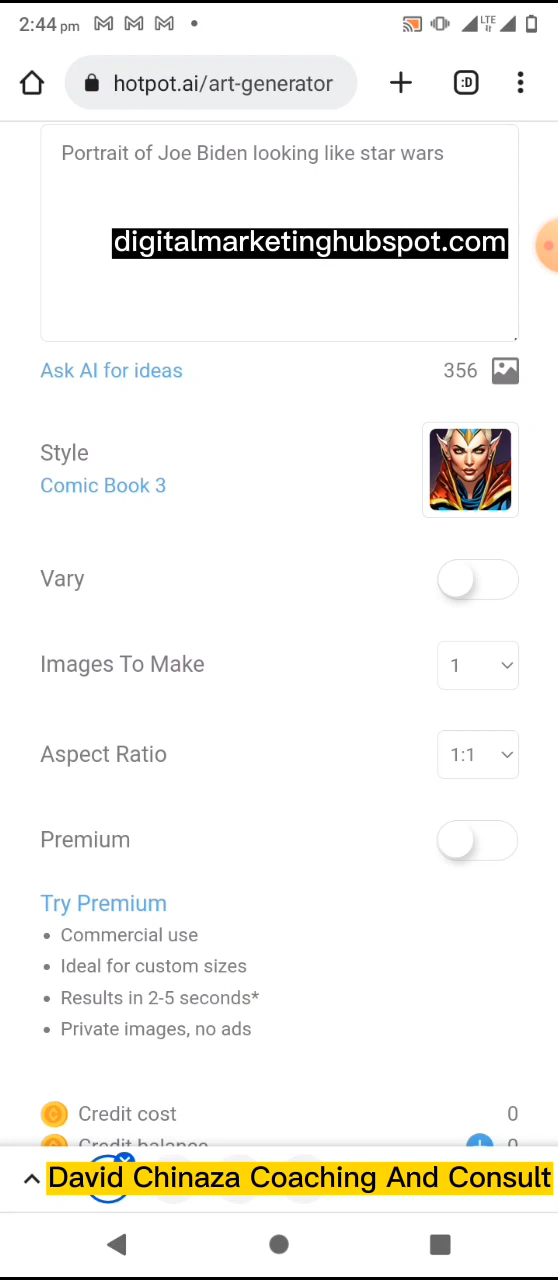 2:44 pm
LTE
:D
hotpot.ai/art-generator
Portrait of Joe Biden looking like star wars
digitalmarketinghubspot.com
Ask AI for ideas
356
Style
Comic Book 3
Vary
Images To Make
1
Aspect Ratio
1:1
Premium
Try Premium
• Commercial use
• Ideal for custom sizes
• Results in 2-5 seconds*
• Private images, no ads
Credit cost
0
Credit balance
0
David Chinaza Coaching And Consult